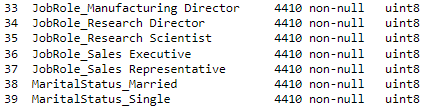 33 JobRole_Manufacturing Director 4410 non-null uint8
34 JobRole_Research Director 4410 non-null uint8
35 JobRole_Research Scientist 4410 non-null uint8
36 JobRole_Sales Executive 4410 non-null uint8
37 JobRole_Sales Representative 4410 non-null uint8
38 MaritalStatus_Married 4410 non-null uint8
39 MaritalStatus_Single 4410 non-null uint8